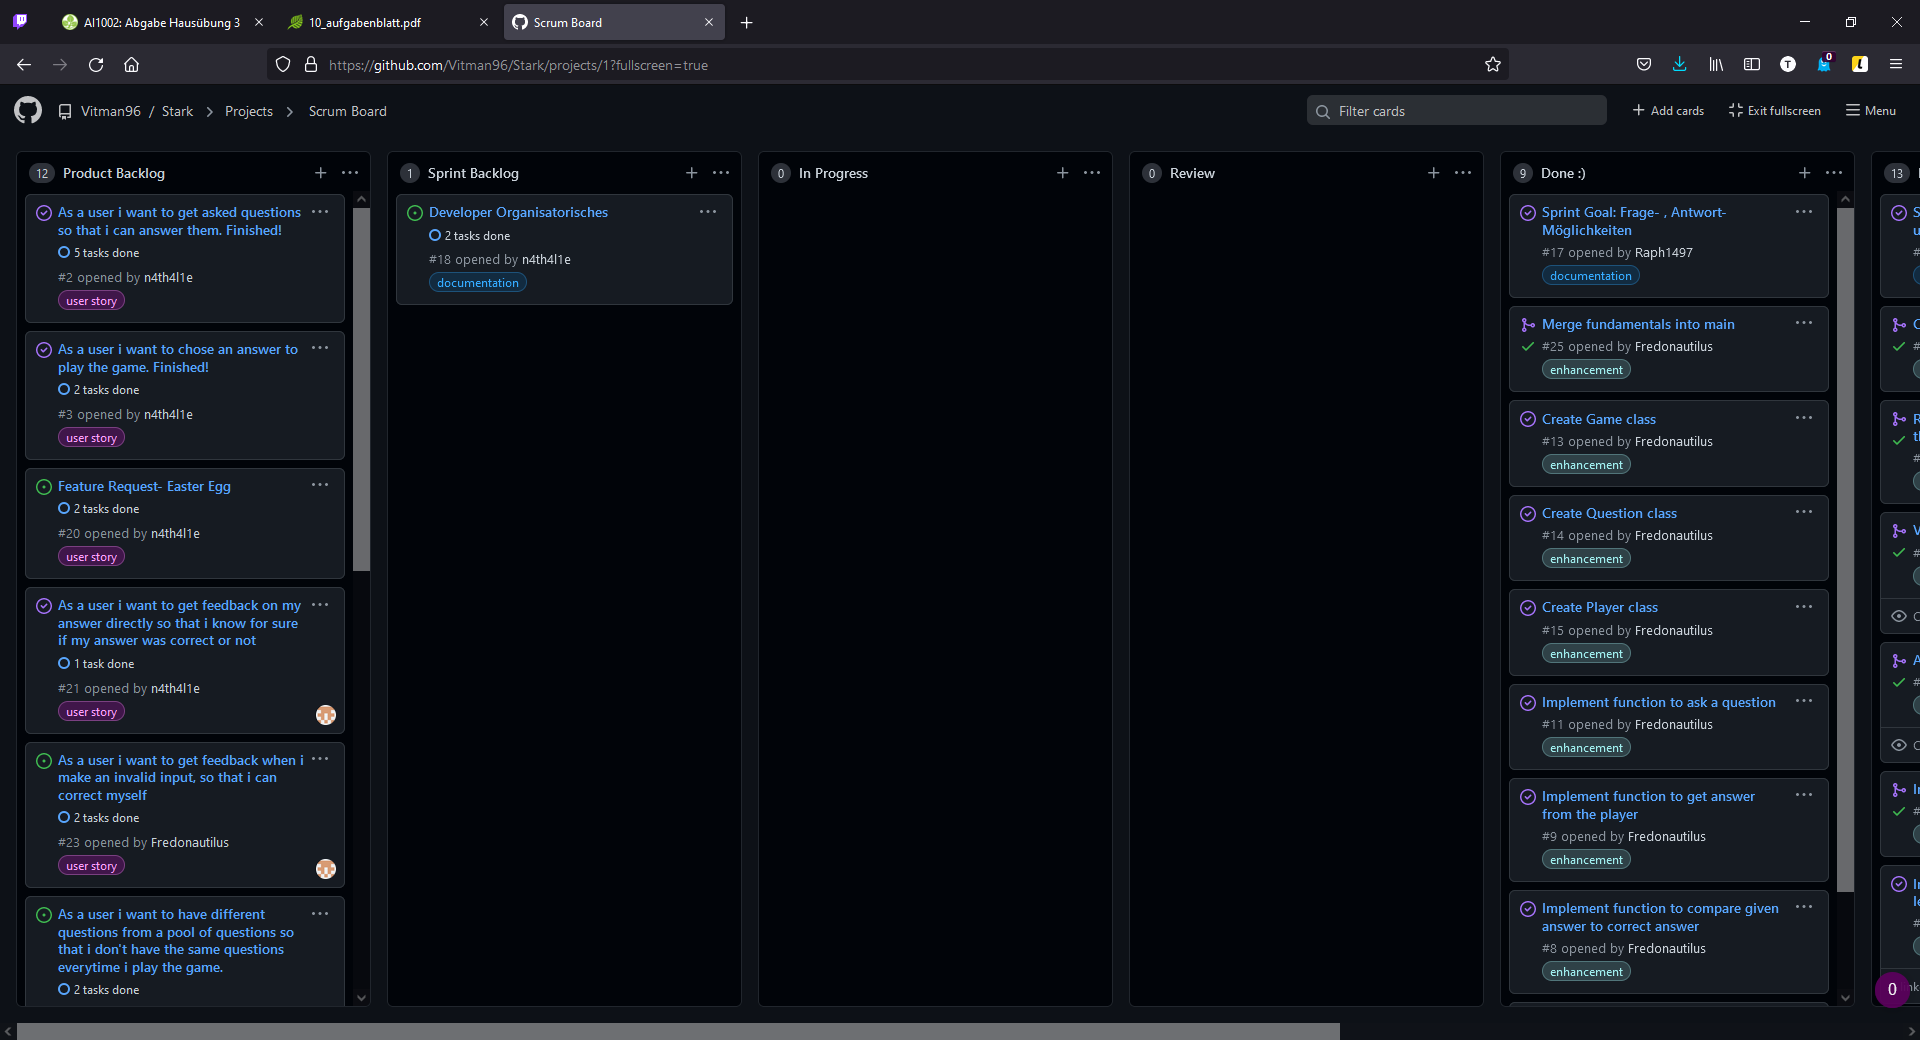 AI1002: Abgabe Hausübung 3
10_aufgabenblatt.pdf
Scrum Board
https://github.com/Vitman96/Stark/projects/1?fullscreen=true
0
Vitman96 / Stark > Projects > Scrum Board
Filter cards
+ Add cards
Exit fullscreen
Menu
12 Product Backlog
As a user i want to get asked questions
so that i can answer them. Finished!
5 tasks done
#2 opened by n4th4l1e
user story
As a user i want to chose an answer to
play the game. Finished!
2 tasks done
#3 opened by n4th4l1e
user story
Feature Request- Easter Egg
2 tasks done
#20 opened by n4th4l1e
user story
As a user i want to get feedback on my
answer directly so that i know for sure
if my answer was correct or not
1 task done
#21 opened by n4th4l1e
user story
As a user i want to get feedback when i
make an invalid input, so that i can
correct myself
2 tasks done
#23 opened by Fredonautilus
user story
As a user i want to have different
questions from a pool of questions so
that i don't have the same questions
everytime i play the game.
2 tasks done
1 Sprint Backlog
Developer Organisatorisches
2 tasks done
#18 opened by n4th4l1e
documentation
0 In Progress
0 Review
9 Done :)
Sprint Goal: Frage- , Antwort-
Möglichkeiten
#17 opened by Raph1497
documentation
Merge fundamentals into main
#25 opened by Fredonautilus
enhancement
Create Game class
#13 opened by Fredonautilus
enhancement
Create Question class
#14 opened by Fredonautilus
enhancement
Create Player class
#15 opened by Fredonautilus
enhancement
Implement function to ask a question
#11 opened by Fredonautilus
enhancement
Implement function to get answer
from the player
#9 opened by Fredonautilus
enhancement
Implement function to compare given
answer to correct answer
#8 opened by Fredonautilus
enhancement
13
0